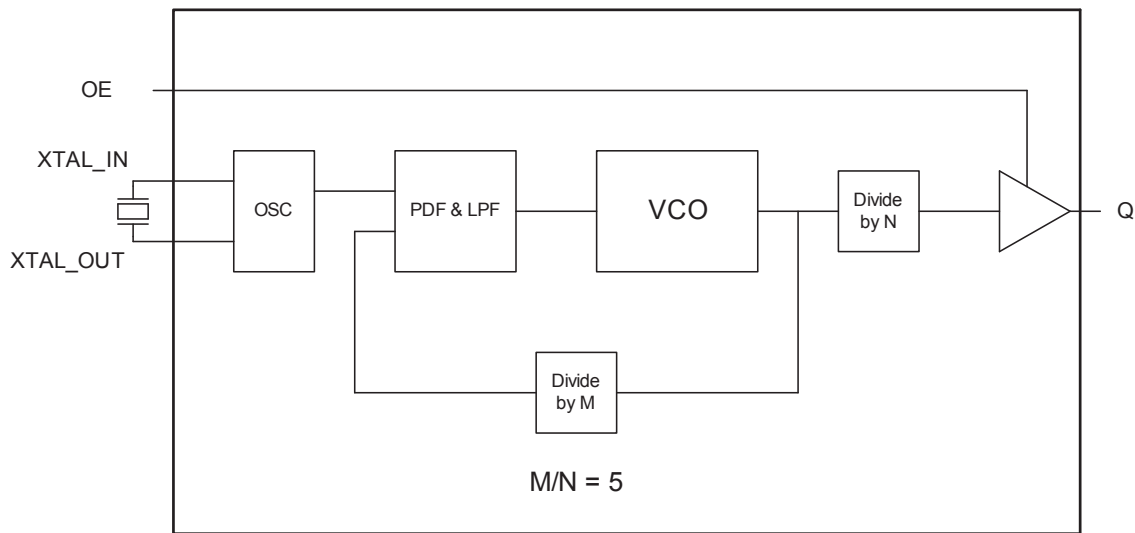 OE
XTAL_IN
OSC
PDF & LPF
VCO
Divide
by N
Q
XTAL_OUT
Divide
by M
M/N = 5